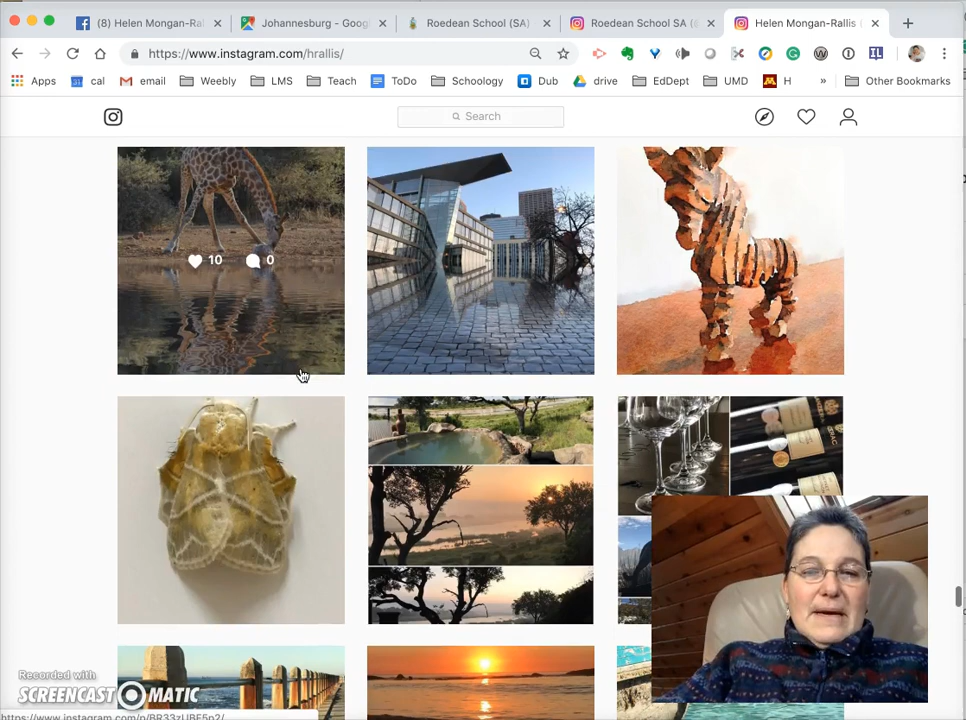 (8) Helen Mongan-Ral
Johannesburg - Goog
Roedean School (SA)
Roedean School SA (
Helen Mongan-Rallis
https://www.instagram.com/hrallis/
Apps cal email Weebly LMS Teach ToDo Schoology Dub drive EdDept UMD H » Other Bookmarks
Search
10 0
Recorded with
SCREENCAST MATIC